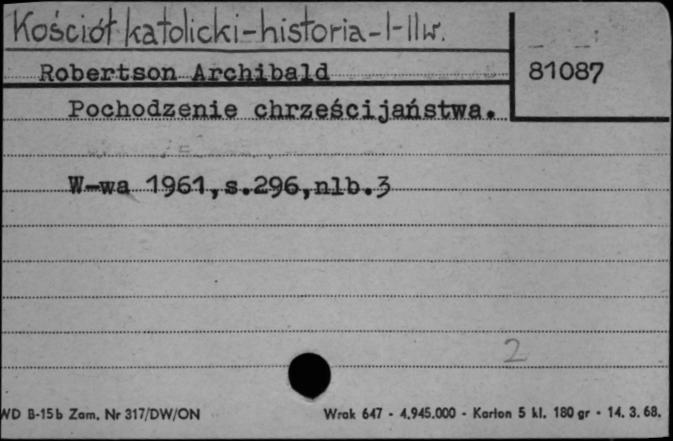 Kościół katolicki-historia-I-IIw.
Robertson Archibald
81087
Pochodzenie chrześcijaństwa.
W-wa 1961,s.296,nlb.3
2
WD B-15b Zam. Nr 317/DW/ON
Wrak 647 - 4.945.000 - Karton 5 kl. 180 gr - 14. 3. 68.